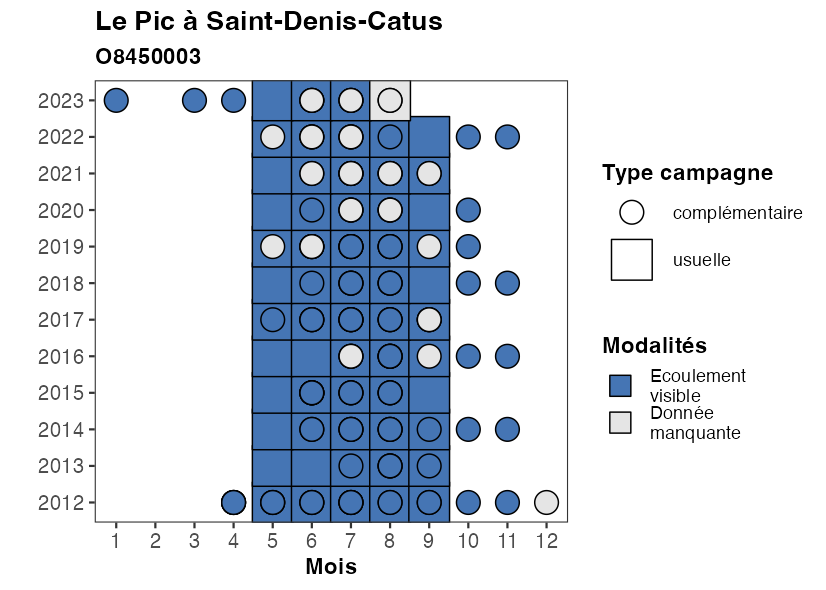 Le Pic à Saint-Denis-Catus
O8450003
2023
2022
2021
2020
2019
2018
2017
2016
2015
2014
2013
2012
1 2 3 4 5 6 7 8 9 10 11 12
Mois
Type campagne
complémentaire
usuelle
Modalités
Ecoulement
visible
Donnée
manquante